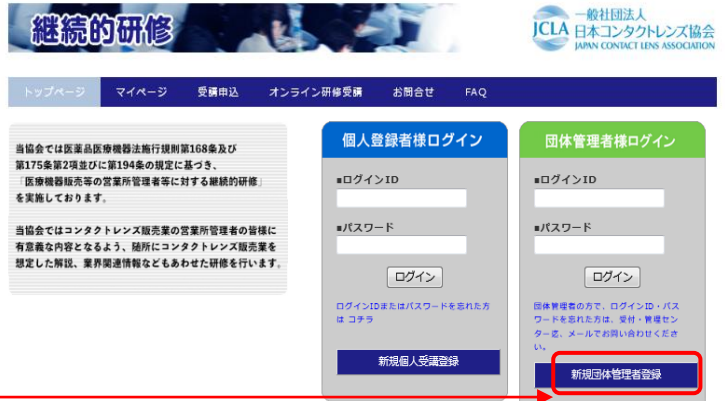 継続的研修
JCLA
一般社団法人
日本コンタクトレンズ協会
JAPAN CONTACT LENS ASSOCIATION
トップページ マイページ 受講申込 オンライン研修受講 お問合せ FAQ
当協会では医薬品医療機器法施行規則第168条及び
第175条第2項並びに第194条の規定に基づき、
「医療機器販売等の営業所管理者等に対する継続的研修」
を実施しております。
当協会ではコンタクトレンズ販売業の営業所管理者の皆様に
有意義な内容となるよう、随所にコンタクトレンズ販売業を
想定した解説、業界関連情報などもあわせた研修を行います。
個人登録者様ログイン
■ログインID
■パスワード
ログイン
ログインIDまたはパスワードを忘れた方
は コチラ
新規個人受講登録
団体管理者様ログイン
■ログインID
■パスワード
ログイン
団体管理者の方で、ログインID・パス
ワードを忘れた方は、受付・管理セン
ター迄、メールでお問い合わせくださ
い。
新規団体管理者登録